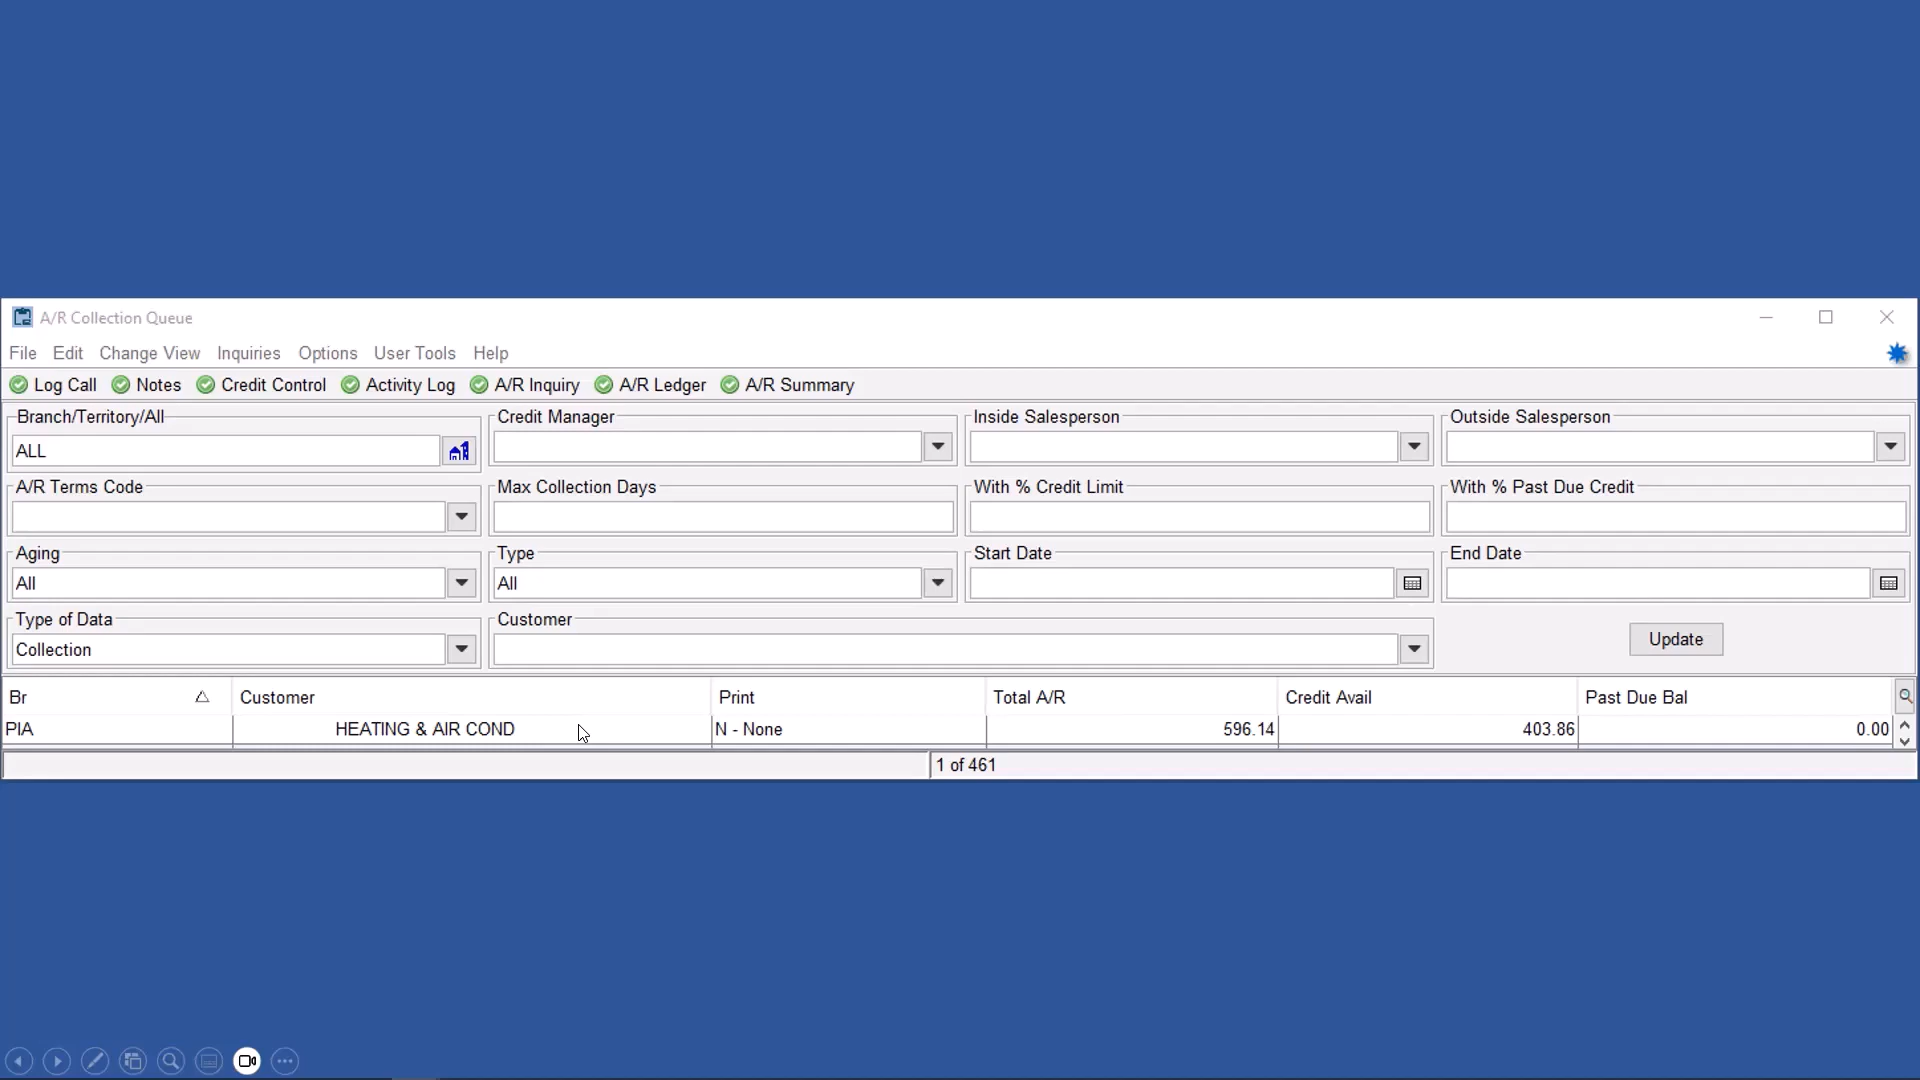 A/R Collection Queue
File Edit Change View Inquiries Options User Tools Help
Log Call Notes Credit Control Activity Log A/R Inquiry A/R Ledger A/R Summary
Branch/Territory/All Credit Manager Inside Salesperson Outside Salesperson
ALL
A/R Terms Code Max Collection Days With % Credit Limit With % Past Due Credit
Aging Type Start Date End Date
All All
Type of Data Customer
Collection Update
Br Customer Print Total A/R Credit Avail Past Due Bal
PIA HEATING & AIR COND N - None 596.14 403.86 0.00
1 of 461